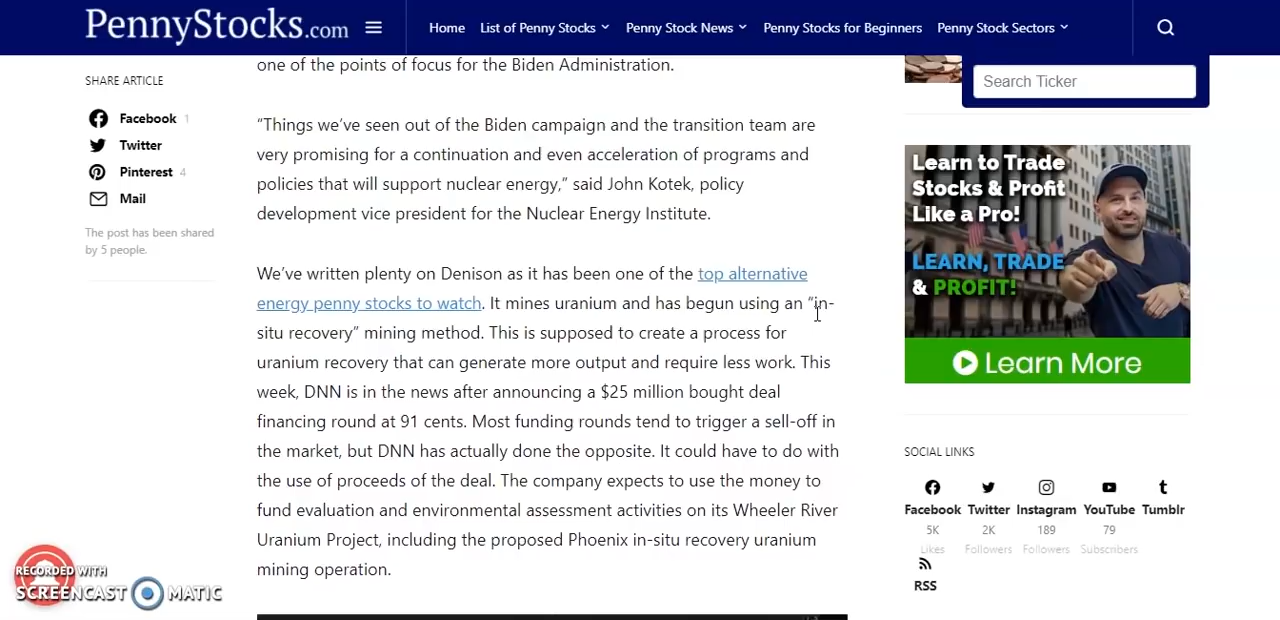 PennyStocks.com
Home
List of Penny Stocks
Penny Stock News
Penny Stocks for Beginners
Penny Stock Sectors
Search Ticker
SHARE ARTICLE
Facebook 1
Twitter
Pinterest 4
Mail
The post has been shared
by 5 people.
one of the points of focus for the Biden Administration.
“Things we’ve seen out of the Biden campaign and the transition team are
very promising for a continuation and even acceleration of programs and
policies that will support nuclear energy,” said John Kotek, policy
development vice president for the Nuclear Energy Institute.
We’ve written plenty on Denison as it has been one of the top alternative
energy penny stocks to watch. It mines uranium and has begun using an “in-
situ recovery” mining method. This is supposed to create a process for
uranium recovery that can generate more output and require less work. This
week, DNN is in the news after announcing a $25 million bought deal
financing round at 91 cents. Most funding rounds tend to trigger a sell-off in
the market, but DNN has actually done the opposite. It could have to do with
the use of proceeds of the deal. The company expects to use the money to
fund evaluation and environmental assessment activities on its Wheeler River
Uranium Project, including the proposed Phoenix in-situ recovery uranium
mining operation.
Learn to Trade
Stocks & Profit
Like a Pro!
LEARN, TRADE
& PROFIT!
Learn More
SOCIAL LINKS
Facebook Twitter Instagram YouTube Tumblr
5K 2K 189 79
Likes Followers Followers Subscribers
RSS
RECORDED WITH
SCREENCAST MATIC